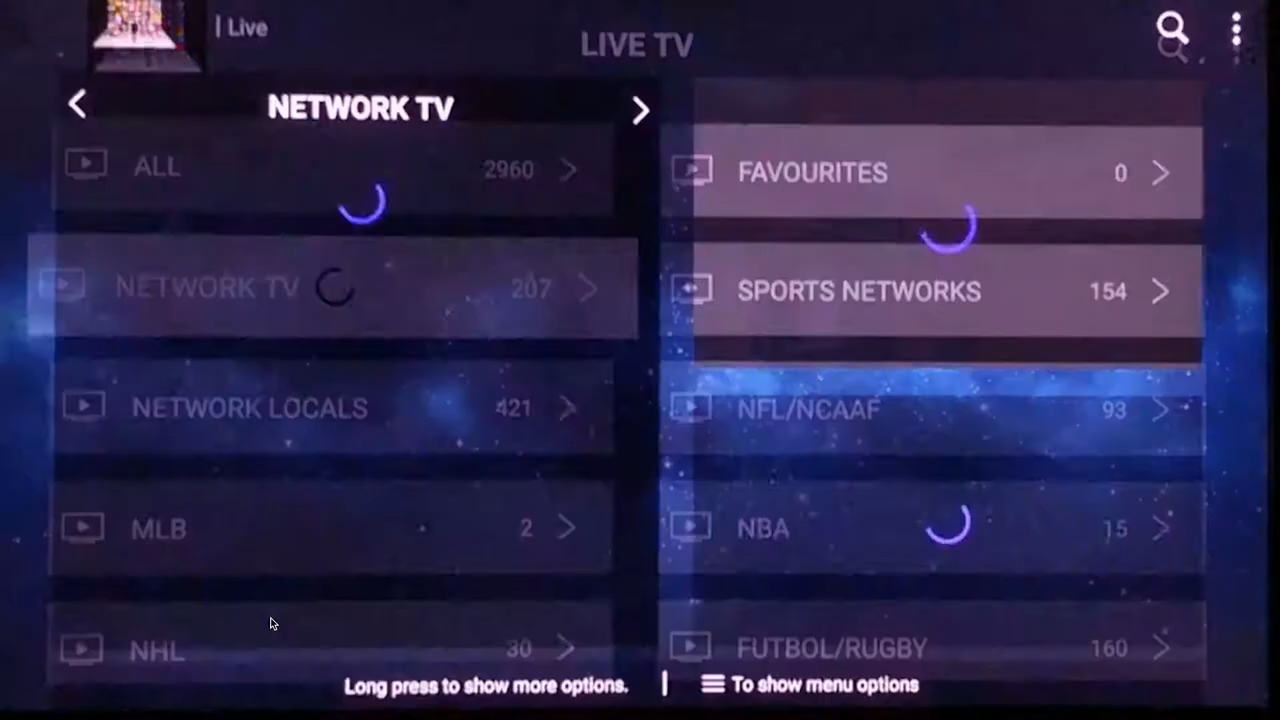 | Live
LIVE TV
NETWORK TV
ALL 2960
FAVOURITES 0
NETWORK TV 207
SPORTS NETWORKS 154
NETWORK LOCALS 421
NFL/NCAAF 93
MLB 2
NBA 15
NHL 30
FUTBOL/RUGBY 160
Long press to show more options. | To show menu options